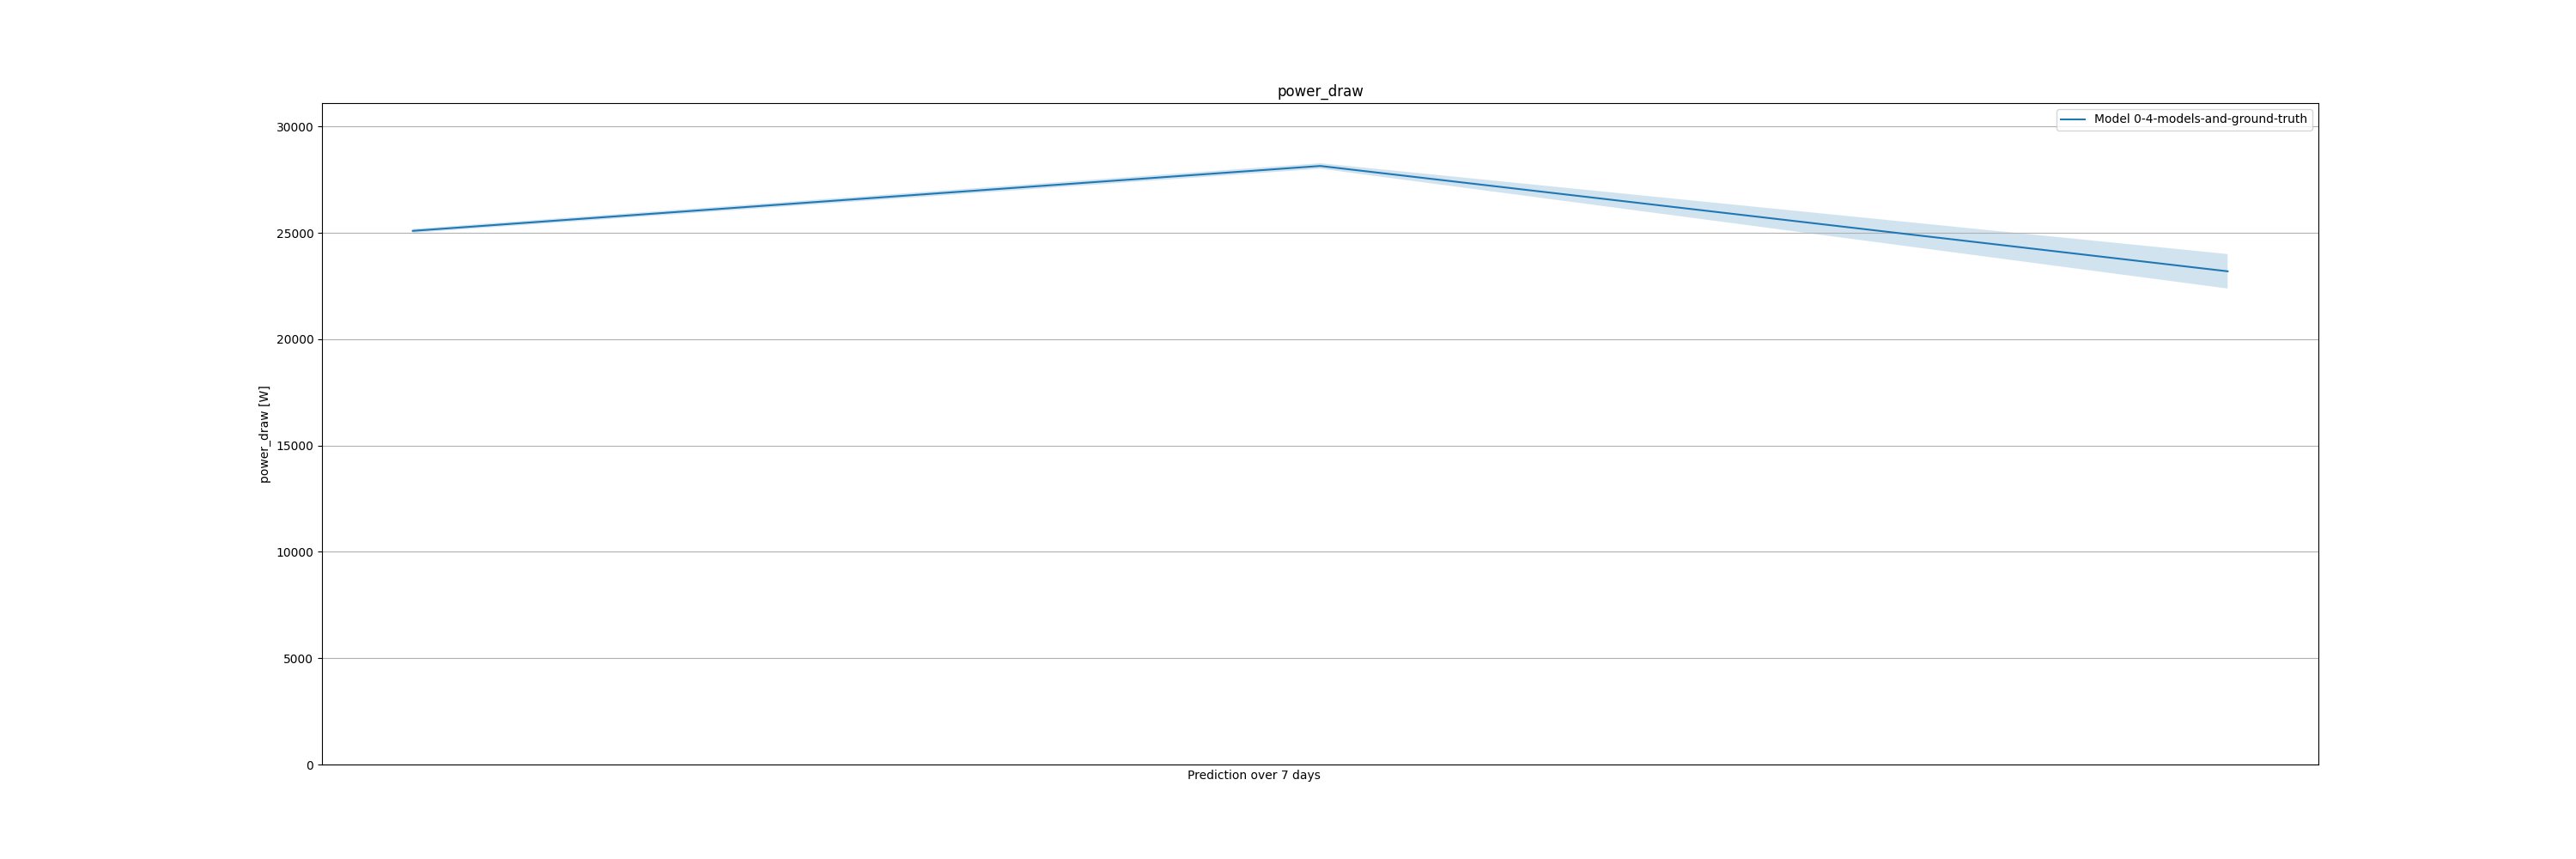 power_draw
Model 0-4-models-and-ground-truth
30000
25000
20000
15000
10000
5000
0
power_draw [W]
Prediction over 7 days